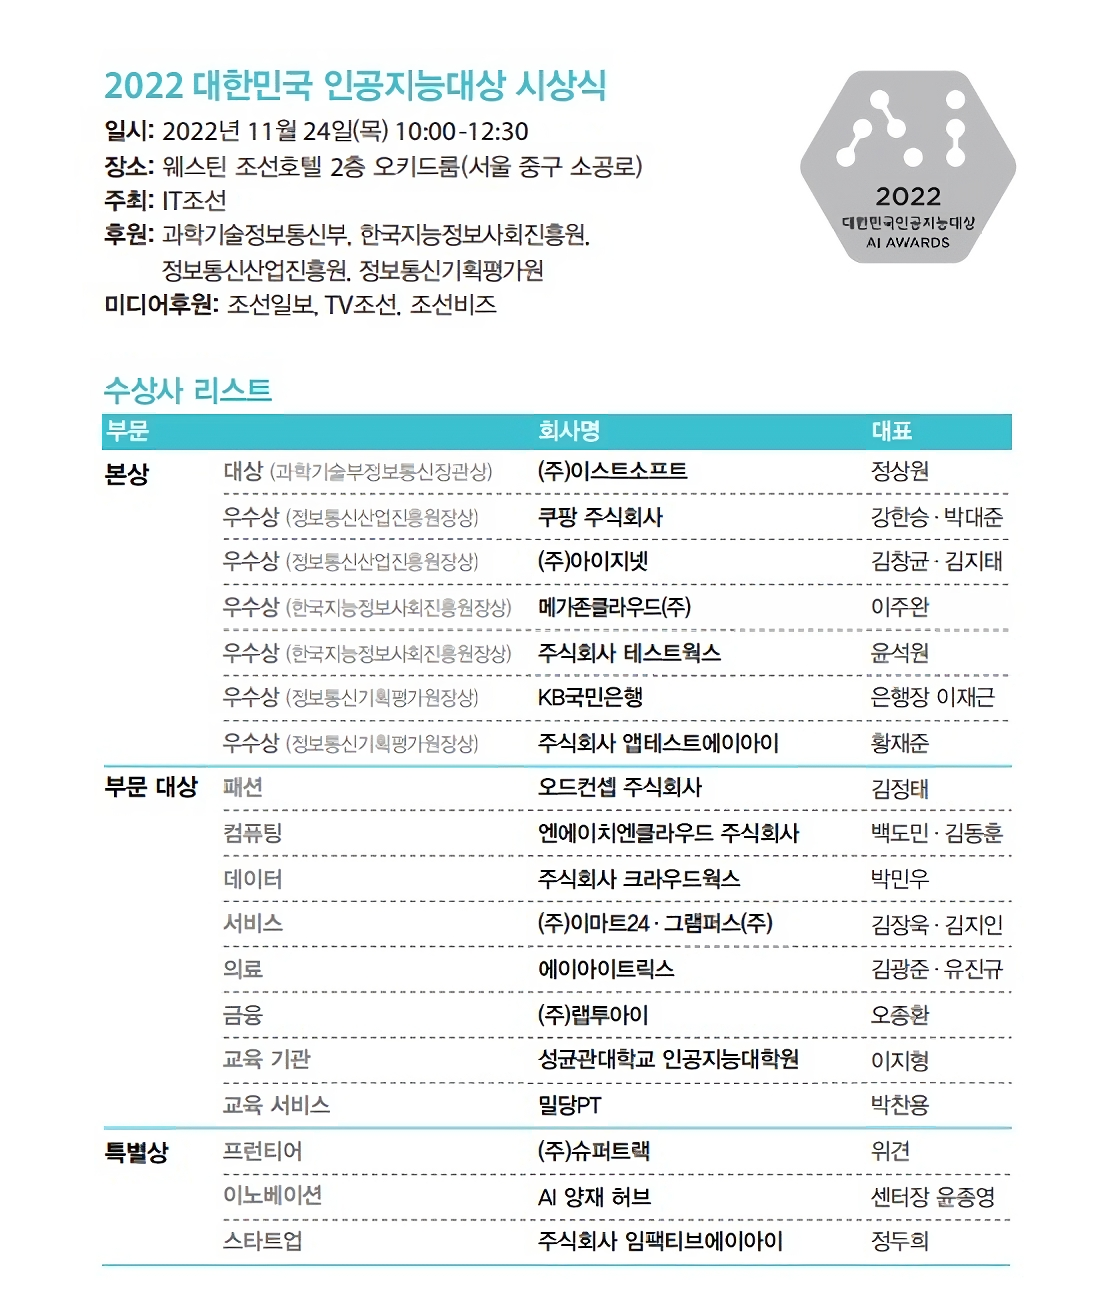 2022 대한민국 인공지능대상 시상식
일시: 2022년 11월 24일(목) 10:00-12:30
장소: 웨스틴 조선호텔 2층 오키드룸(서울 중구 소공로)
주최: IT조선
후원: 과학기술정보통신부, 한국지능정보사회진흥원,
정보통신산업진흥원, 정보통신기획평가원
미디어후원: 조선일보, TV조선, 조선비즈
2022
대한민국인공지능대상
AI AWARDS
수상사 리스트
부문 회사명 대표
본상 대상 (과학기술부정보통신장관상) (주)이스트소프트 정상원
우수상 (정보통신산업진흥원장상) 쿠팡 주식회사 강한승 · 박대준
우수상 (정보통신산업진흥원장상) (주)아이지넷 김창균 · 김지태
우수상 (한국지능정보사회진흥원장상) 메가존클라우드(주) 이주완
우수상 (한국지능정보사회진흥원장상) 주식회사 테스트웍스 윤석원
우수상 (정보통신기획평가원장상) KB국민은행 은행장 이재근
우수상 (정보통신기획평가원장상) 주식회사 앱테스트에이아이 황재준
부문 대상 패션 오드컨셉 주식회사 김정태
컴퓨팅 엔에이치엔클라우드 주식회사 백도민 · 김동훈
데이터 주식회사 크라우드웍스 박민우
서비스 (주)이마트24 · 그램퍼스(주) 김장욱 · 김지인
의료 에이아이트릭스 김광준 · 유진규
금융 (주)랩투아이 오종환
교육 기관 성균관대학교 인공지능대학원 이지형
교육 서비스 밀당PT 박찬용
특별상 프런티어 (주)슈퍼트랙 위견
이노베이션 AI 양재 허브 센터장 윤종영
스타트업 주식회사 임팩티브에이아이 정두희